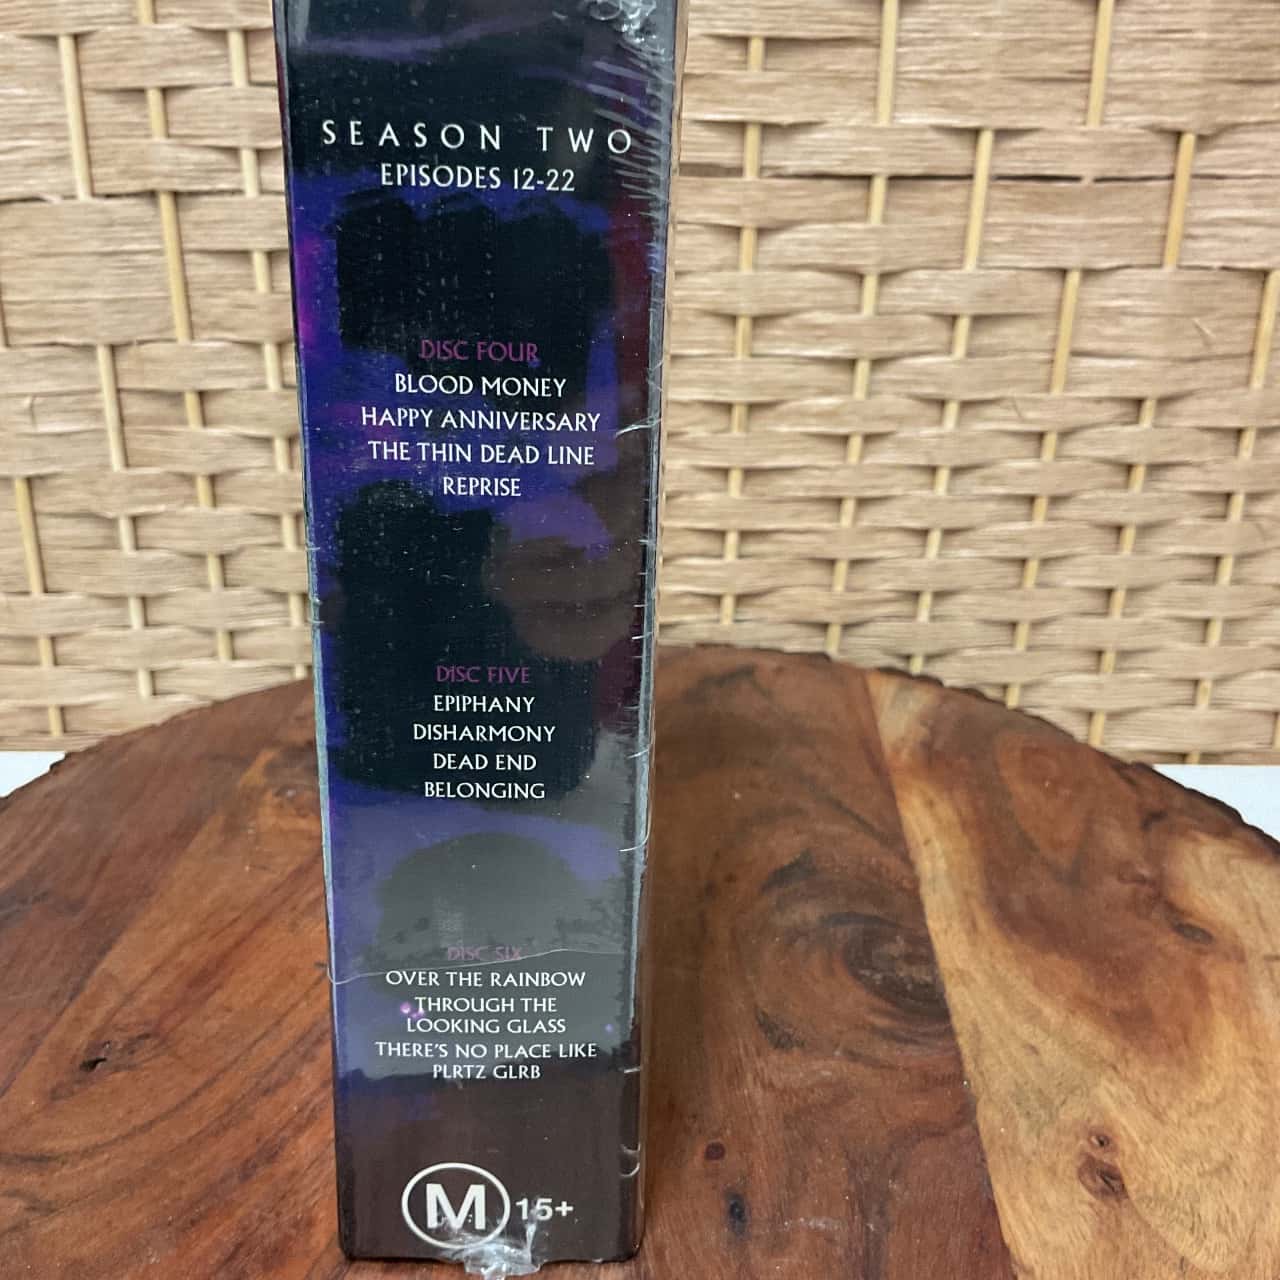 SEASON TWO
EPISODES 12-22
DISC FOUR
BLOOD MONEY
HAPPY ANNIVERSARY
THE THIN DEAD LINE
REPRISE
DISC FIVE
EPIPHANY
DISHARMONY
DEAD END
BELONGING
DISC SIX
OVER THE RAINBOW
THROUGH THE
LOOKING GLASS
THERE'S NO PLACE LIKE
PLRTZ GLRB
M 15+